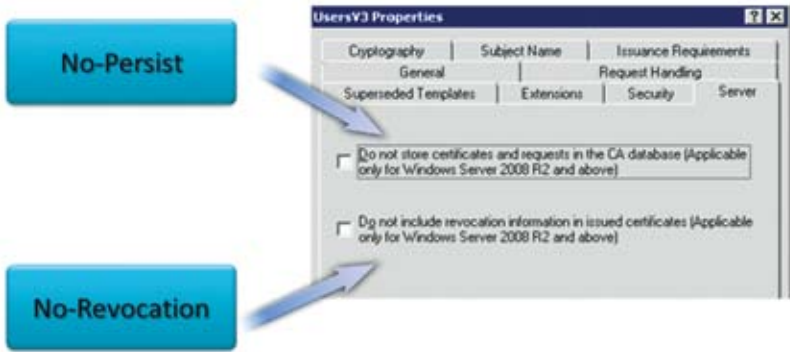 No-Persist
UsersV3 Properties
Cryptography
Subject Name
Issuance Requirements
General
Request Handling
Superseded Templates
Extensions
Security
Server
Do not store certificates and requests in the CA database (Applicable
only for Windows Server 2008 R2 and above)
Do not include revocation information in issued certificates (Applicable
only for Windows Server 2008 R2 and above)
No-Revocation